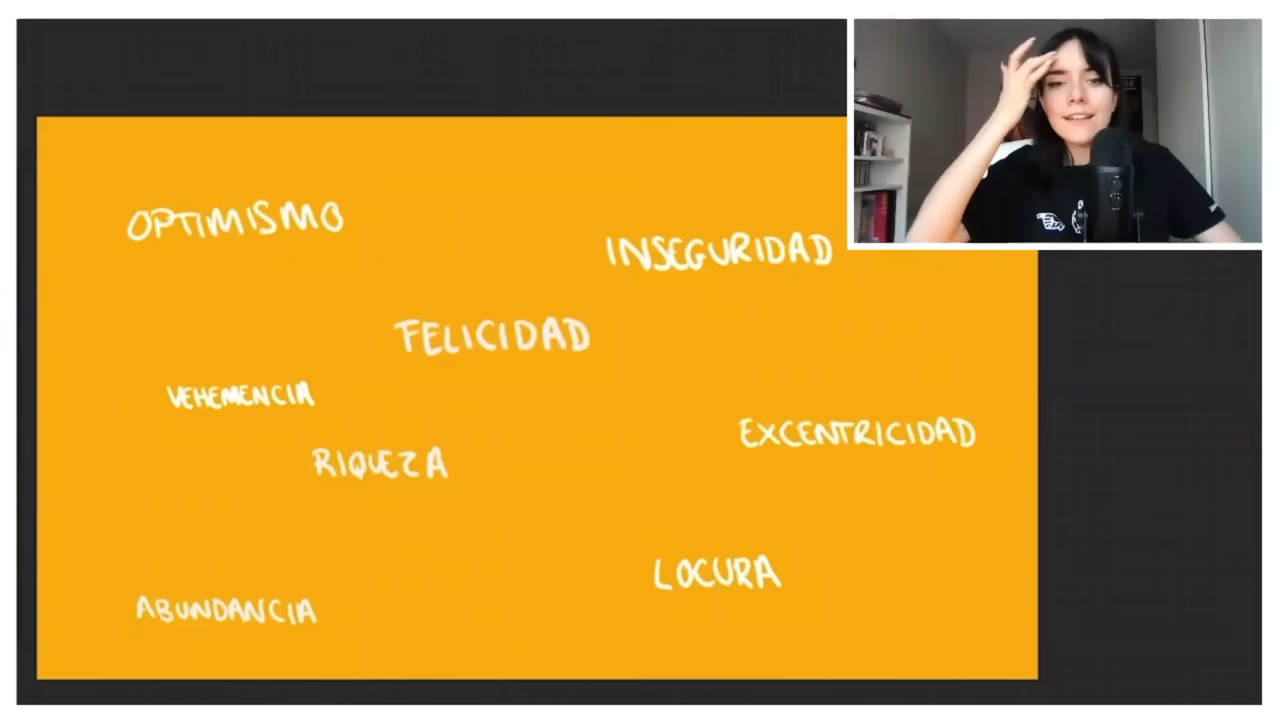 OPTIMISMO
INSEGURIDAD
FELICIDAD
VEHEMENCIA
EXCENTRICIDAD
RIQUEZA
LOCURA
ABUNDANCIA